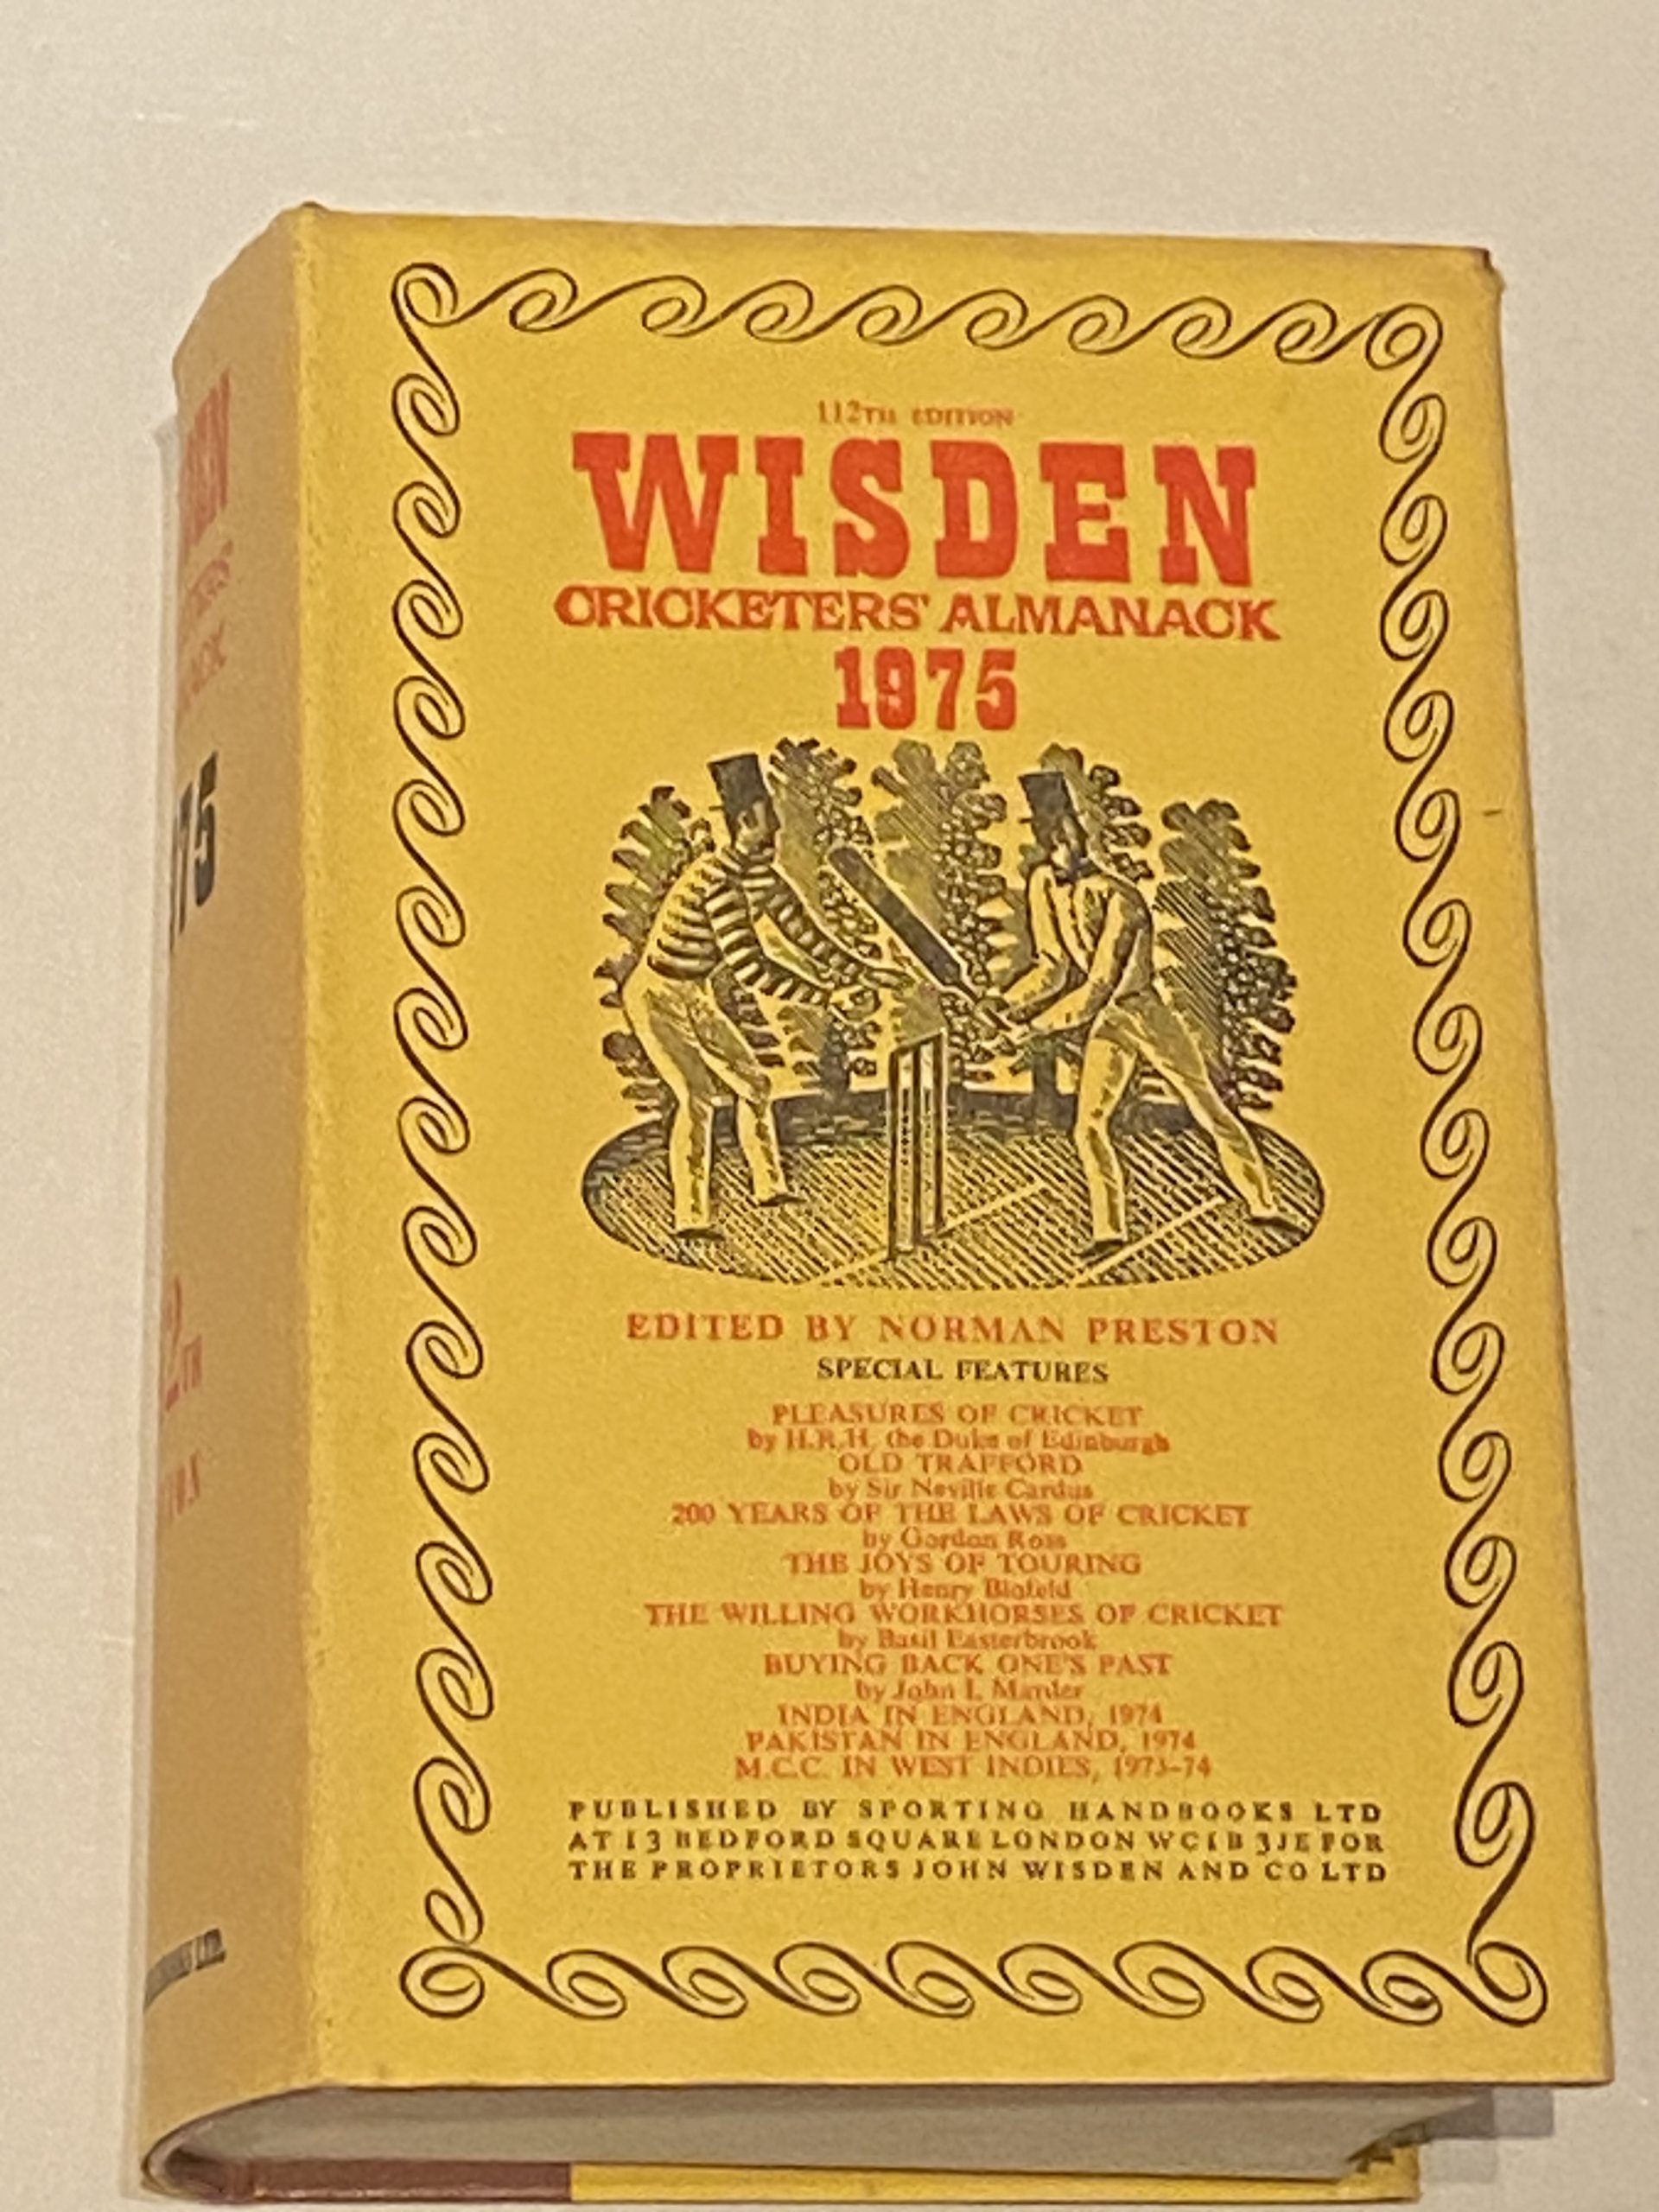 112TH EDITION
WISDEN
CRICKETERS' ALMANACK
1975
EDITED BY NORMAN PRESTON
SPECIAL FEATURES
PLEASURES OF CRICKET
by H.R.H. the Duke of Edinburgh
OLD TRAFFORD
by Sir Neville Cardus
200 YEARS OF THE LAWS OF CRICKET
by Gordon Ross
THE JOYS OF TOURING
by Henry Blofeld
THE WILLING WORKHORSES OF CRICKET
by Basil Easterbrook
BUYING BACK ONE'S PAST
by John I. Marder
INDIA IN ENGLAND, 1974
PAKISTAN IN ENGLAND, 1974
M.C.C. IN WEST INDIES, 1973-74
PUBLISHED BY SPORTING HANDBOOKS LTD
AT 13 BEDFORD SQUARE LONDON WC1B 3JE FOR
THE PROPRIETORS JOHN WISDEN AND CO LTD